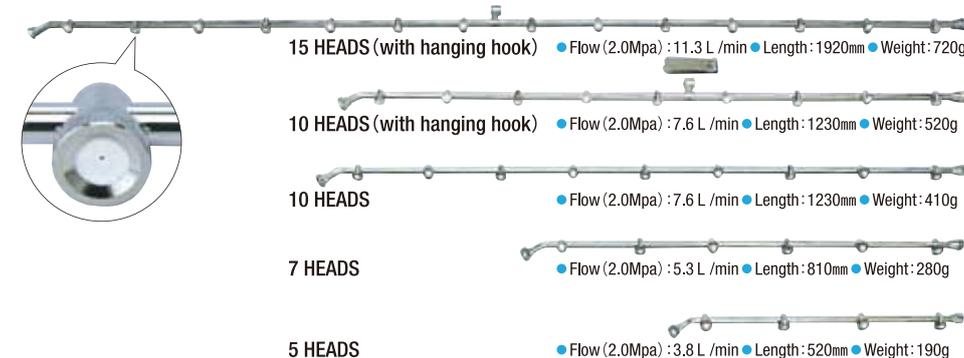 15 HEADS (with hanging hook) ● Flow (2.0Mpa) : 11.3 L /min ● Length : 1920mm ● Weight : 720g
10 HEADS (with hanging hook) ● Flow (2.0Mpa) : 7.6 L /min ● Length : 1230mm ● Weight : 520g
10 HEADS ● Flow (2.0Mpa) : 7.6 L /min ● Length : 1230mm ● Weight : 410g
7 HEADS ● Flow (2.0Mpa) : 5.3 L /min ● Length : 810mm ● Weight : 280g
5 HEADS ● Flow (2.0Mpa) : 3.8 L /min ● Length : 520mm ● Weight : 190g